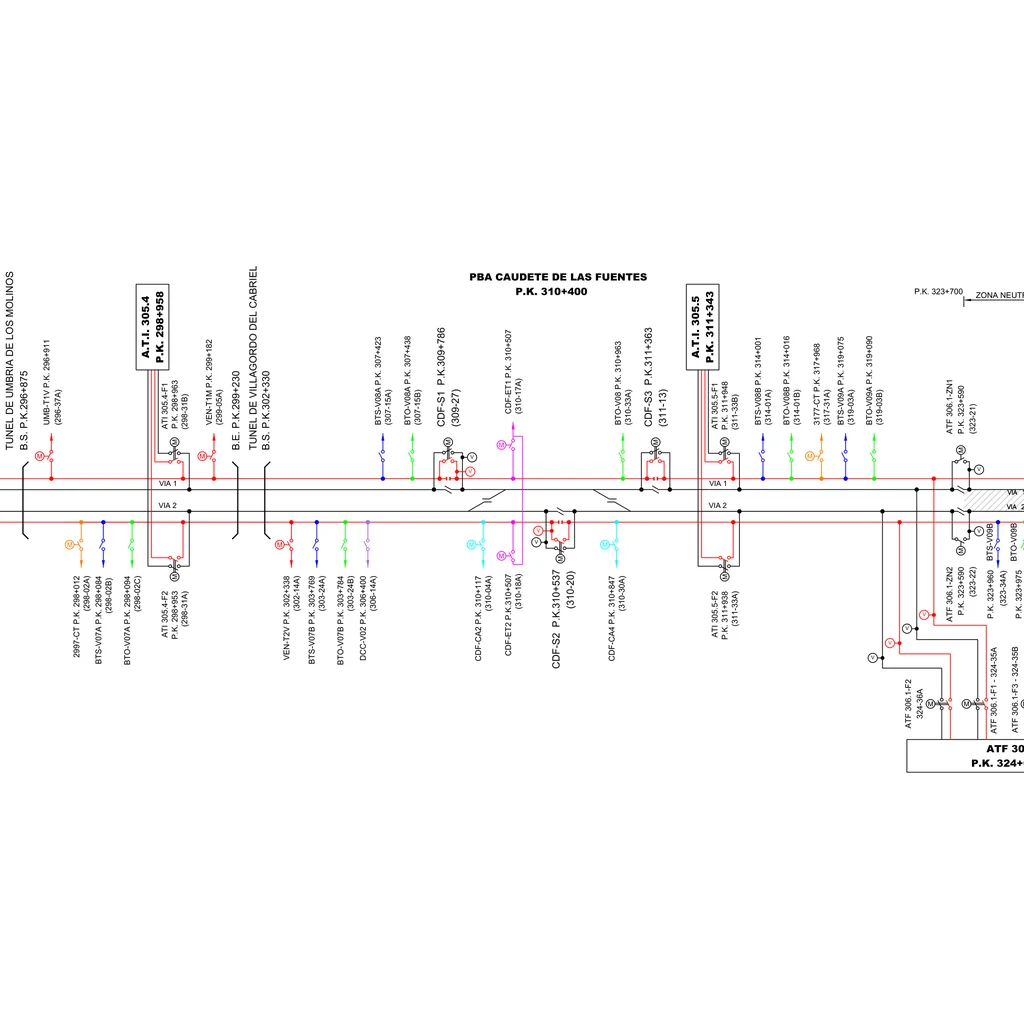 TUNEL DE UMBRIA DE LOS MOLINOS
B.S. P.K.296+875
UMB-T1V P.K. 296+911
(296-37A)
A.T.I. 305.4
P.K. 298+958
ATI 305.4-F1
P.K. 298+963
(298-31B)
VEN-T1M P.K. 299+182
(299-05A)
B.E. P.K.299+230
TUNEL DE VILLAGORDO DEL CABRIEL
B.S. P.K.302+330
BTS-V08A P.K. 307+423
(307-15A)
BTO-V08A P.K. 307+438
(307-15B)
CDF-S1 P.K.309+786
(309-27)
PBA CAUDETE DE LAS FUENTES
P.K. 310+400
CDF-ET1 P.K. 310+507
(310-17A)
BTO-V08 P.K. 310+963
(310-33A)
CDF-S3 P.K.311+363
(311-13)
A.T.I. 305.5
P.K. 311+343
ATI 305.5-F1
P.K. 311+948
(311-33B)
BTS-V08B P.K. 314+001
(314-01A)
BTO-V08B P.K. 314+016
(314-01B)
3177-CT P.K. 317+968
(317-31A)
BTS-V09A P.K. 319+075
(319-03A)
BTO-V09A P.K. 319+090
(319-03B)
P.K. 323+700
ZONA NEUTR
ATF 306.1-ZN1
P.K. 323+590
(323-21)
M
M
M
M
V
V
M
M
M
M
M
V
VIA 1
VIA 1
VIA 1
VIA 2
VIA 2
VIA 2
M
M
M
M
M
V
V
M
M
M
M
V
2997-CT P.K. 298+012
(298-02A)
BTS-V07A P.K. 298+084
(298-02B)
BTO-V07A P.K. 298+094
(298-02C)
ATI 305.4-F2
P.K. 298+953
(298-31A)
VEN-T2V P.K. 302+338
(302-14A)
BTS-V07B P.K. 303+769
(303-24A)
BTO-V07B P.K. 303+784
(303-24B)
DCC-V02 P.K. 306+400
(306-14A)
CDF-CA2 P.K. 310+117
(310-04A)
CDF-ET2 P.K.310+507
(310-18A)
CDF-S2 P.K.310+537
(310-20)
CDF-CA4 P.K. 310+847
(310-30A)
ATI 305.5-F2
P.K. 311+938
(311-33A)
ATF 306.1-ZN2
P.K. 323+590
(323-22)
BTS-V09B
P.K. 323+960
(323-34A)
BTO-V09B
P.K. 323+975
V
V
V
V
ATF 306.1-F2
324-36A
M
M
ATF 306.1-F1 - 324-35A
ATF 306.1-F3 - 324-35B
ATF 30
P.K. 324+